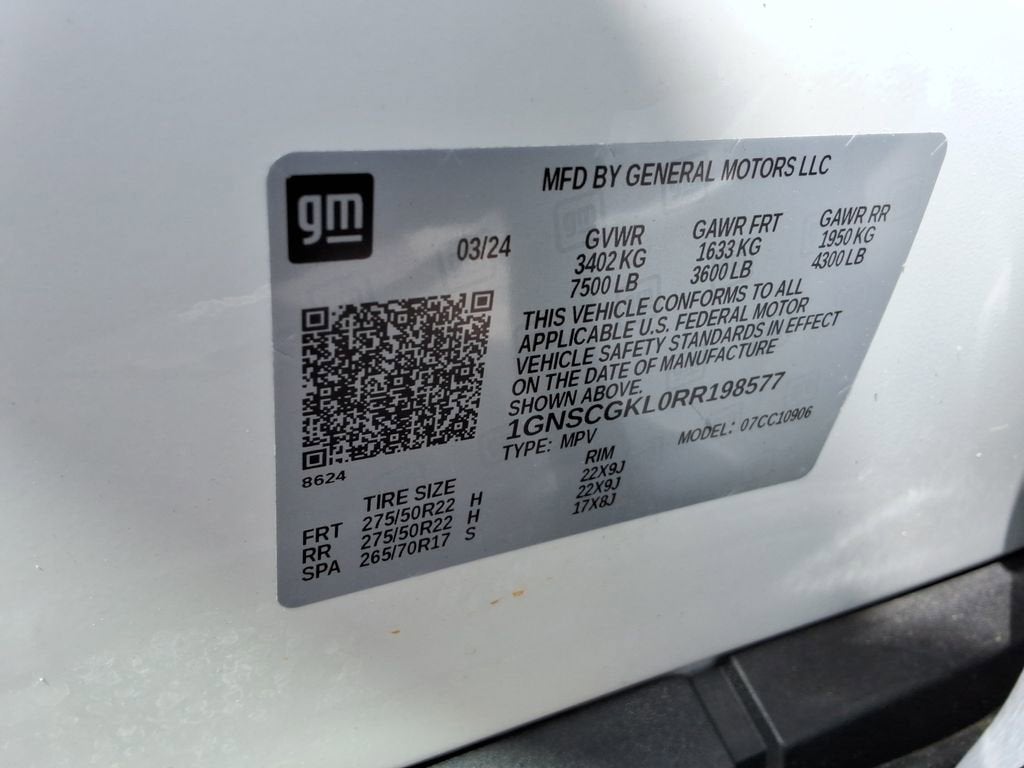 gm
MFD BY GENERAL MOTORS LLC
03/24
GVWR GAWR FRT GAWR RR
3402 KG 1633 KG 1950 KG
7500 LB 3600 LB 4300 LB
THIS VEHICLE CONFORMS TO ALL
APPLICABLE U.S. FEDERAL MOTOR
VEHICLE SAFETY STANDARDS IN EFFECT
ON THE DATE OF MANUFACTURE
SHOWN ABOVE.
1GNSCGKL0RR198577
TYPE: MPV MODEL: 07CC10906
8624
TIRE SIZE RIM
FRT 275/50R22 H 22X9J
RR 275/50R22 H 22X9J
SPA 265/70R17 S 17X8J